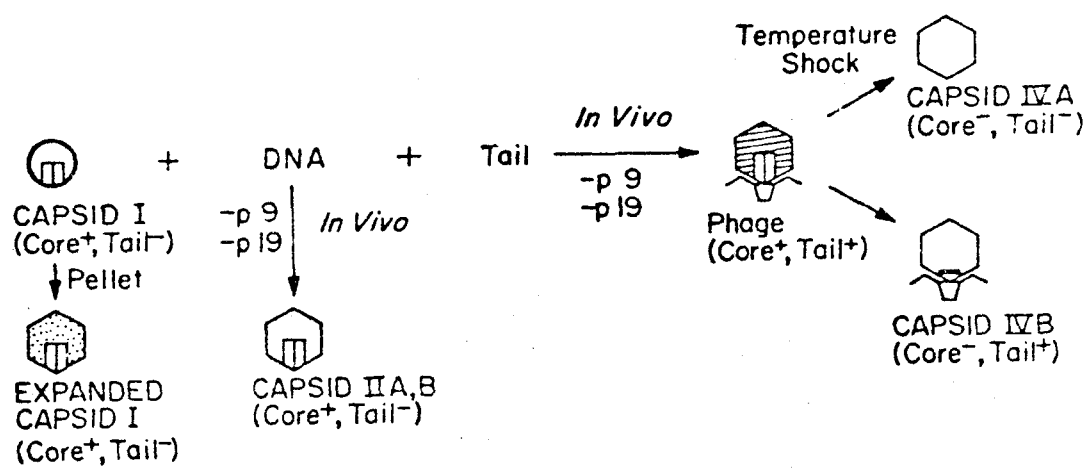 Temperature
Shock
CAPSID IVA
(Core⁻, Tail⁻)
In Vivo
+
DNA
+
Tail
-p 9
-p 19
CAPSID I
(Core⁺, Tail⁻)
-p 9
-p 19
In Vivo
Phage
(Core⁺, Tail⁺)
Pellet
CAPSID IVB
(Core⁻, Tail⁺)
EXPANDED
CAPSID I
(Core⁺, Tail⁻)
CAPSID IIA,B
(Core⁺, Tail⁻)